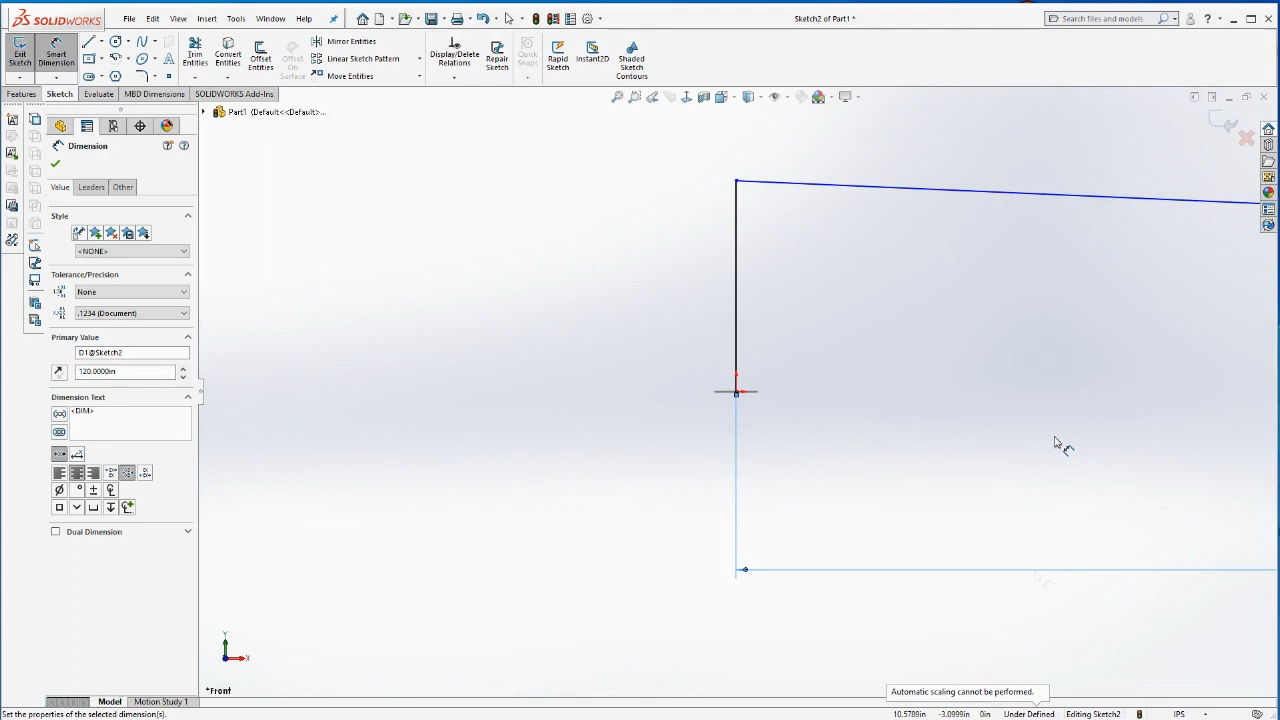 SOLIDWORKS
File
Edit
View
Insert
Tools
Window
Help
Sketch2 of Part1 *
Search files and models
Exit Sketch
Smart Dimension
Trim Entities
Convert Entities
Offset Entities
Offset On Surface
Mirror Entities
Linear Sketch Pattern
Move Entities
Display/Delete Relations
Repair Sketch
Quick Snaps
Rapid Sketch
Instant2D
Shaded Sketch Contours
Features
Sketch
Evaluate
MBD Dimensions
SOLIDWORKS Add-Ins
Part1 (Default<<Default>...
Dimension
Value
Leaders
Other
Style
<NONE>
Tolerance/Precision
None
.1234 (Document)
Primary Value
D1@Sketch2
120.0000in
Dimension Text
<DIM>
Dual Dimension
Y
X
*Front
Model
Motion Study 1
Automatic scaling cannot be performed.
Set the properties of the selected dimension(s).
10.5789in
-3.0999in
0in
Under Defined
Editing Sketch2
IPS